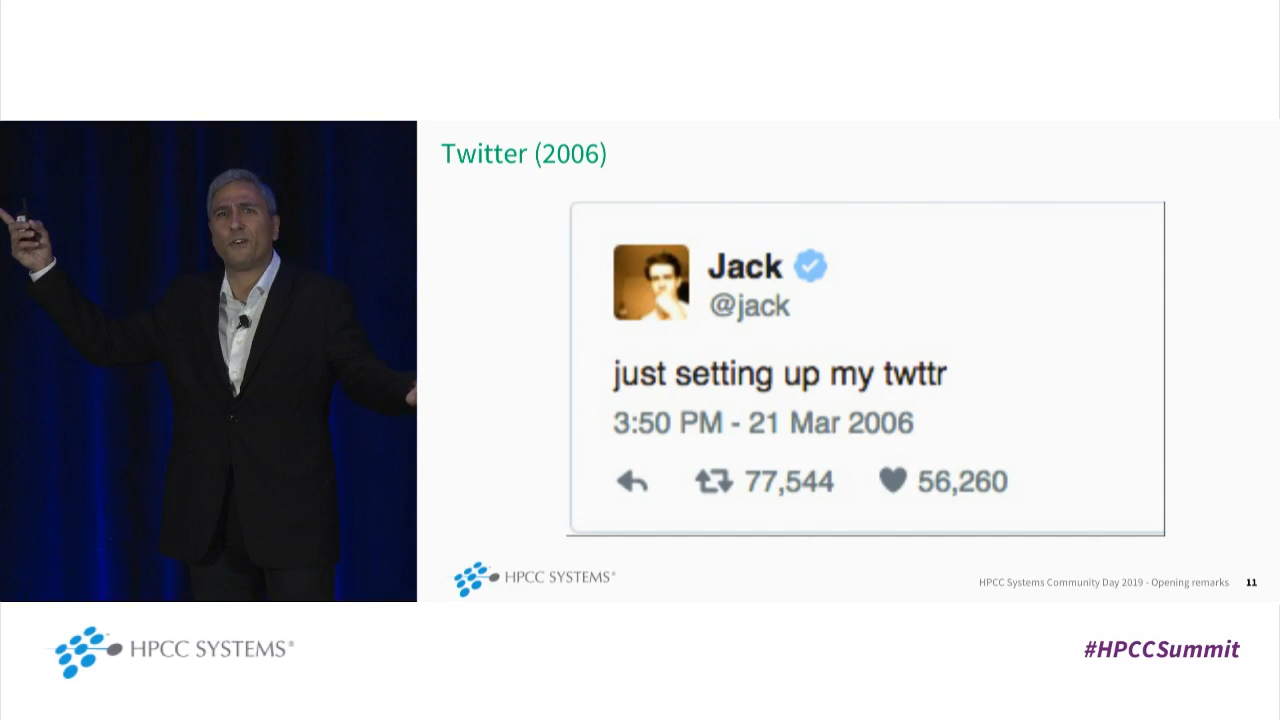 Twitter (2006)
Jack
@jack
just setting up my twttr
3:50 PM - 21 Mar 2006
77,544 56,260
HPCC SYSTEMS®
HPCC Systems Community Day 2019 - Opening remarks 11
HPCC SYSTEMS®
#HPCCSummit